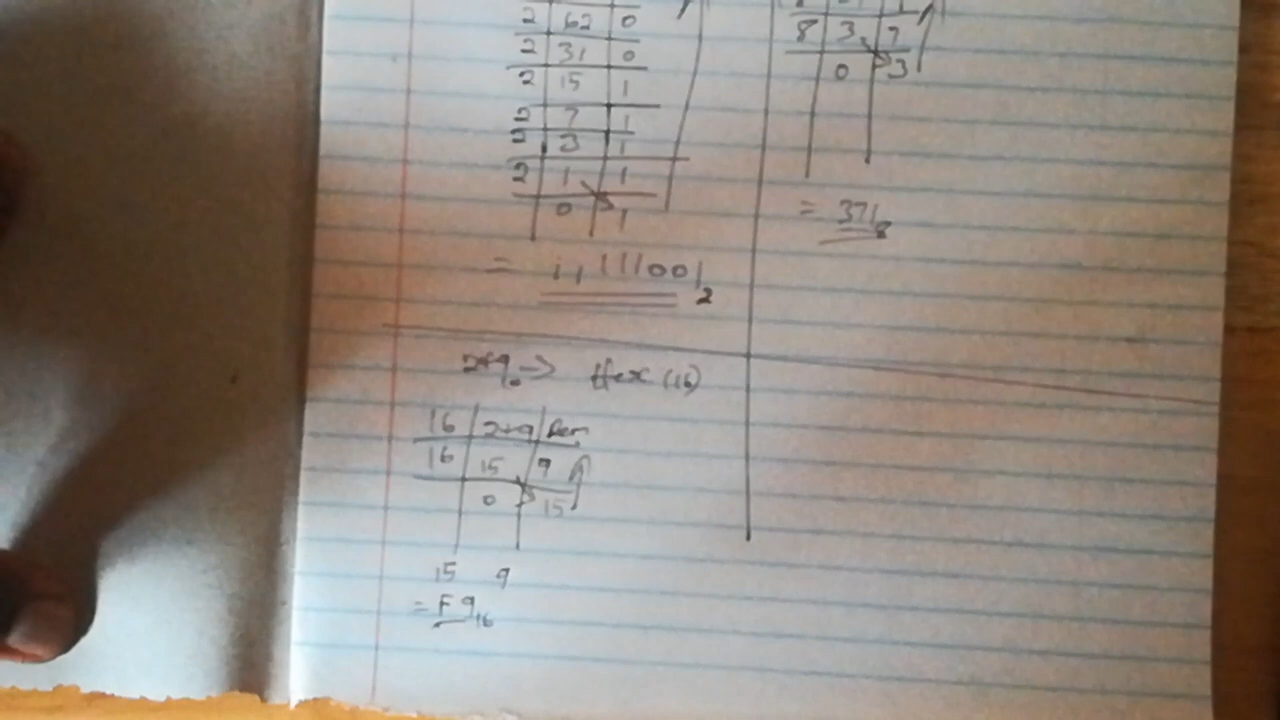 2 | 62 | 0
2 | 31 | 0
2 | 15 | 1
2 | 7 | 1
2 | 3 | 1
2 | 1 | 1
0 | 1
= 11111001₂
8 | 3 | 7
0 | 3
= 371₈
249 → Hex (16)
16 | 249 | Rem
16 | 15 | 9
0 | 15
15 9
= F9₁₆